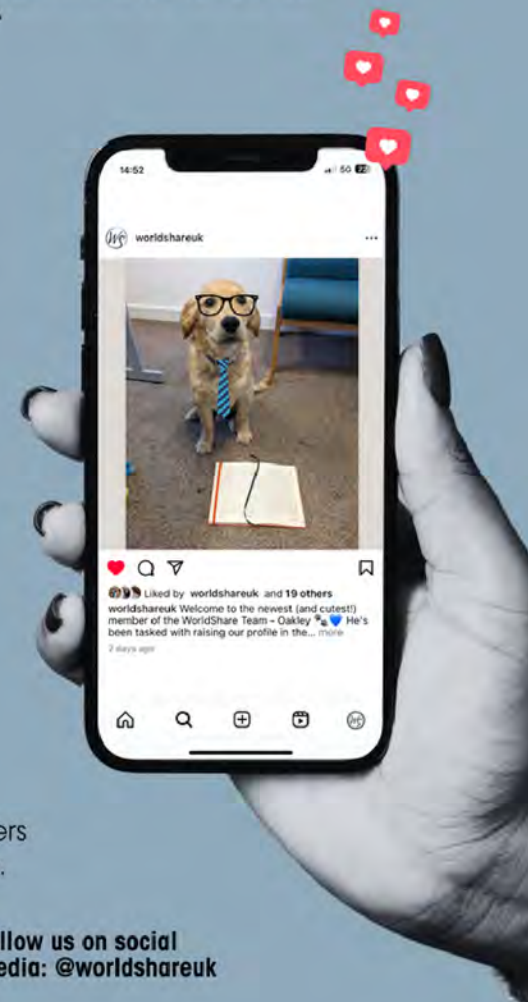 14:52
5G
worldshareuk
Liked by worldshareuk and 19 others
worldshareuk Welcome to the newest (and cutest!)
member of the WorldShare Team - Oakley 🐾💙 He's
been tasked with raising our profile in the... more
2 days ago
ers
.
llow us on social
edia: @worldshareuk